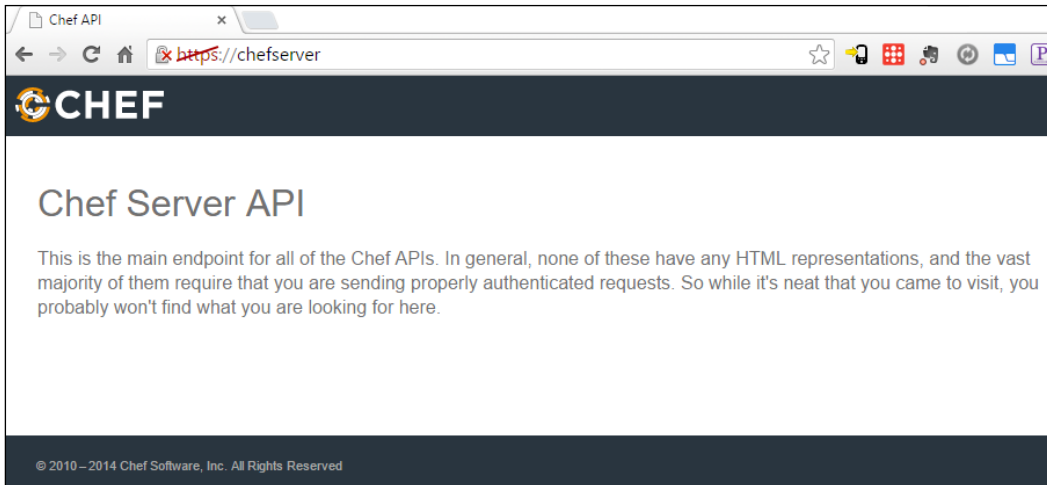 Chef API
https://chefserver
P
CHEF
Chef Server API
This is the main endpoint for all of the Chef APIs. In general, none of these have any HTML representations, and the vast
majority of them require that you are sending properly authenticated requests. So while it's neat that you came to visit, you
probably won't find what you are looking for here.
© 2010 – 2014 Chef Software, Inc. All Rights Reserved